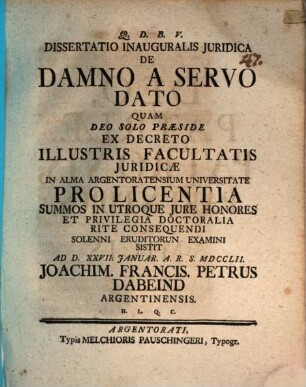 Q. D. B. V.
DISSERTATIO INAUGURALIS JURIDICA
DE
47.
DAMNO A SERVO
DATO
QUAM
DEO SOLO PRÆSIDE
EX DECRETO
ILLUSTRIS FACULTATIS
JURIDICÆ
IN ALMA ARGENTORATENSIUM UNIVERSITATE
PRO LICENTIA
SUMMOS IN UTROQUE JURE HONORES
ET PRIVILEGIA DOCTORALIA
RITE CONSEQUENDI
SOLENNI ERUDITORUN EXAMINI
SISTIT
AD D. XXVII. JANUAR. A. R. S. MDCCLII.
JOACHIM. FRANCIS. PETRUS
DABEIND
ARGENTINENSIS.
H. L. Q. C.
ARGENTORATI,
Typis MELCHIORIS PAUSCHINGERI, Typogr.